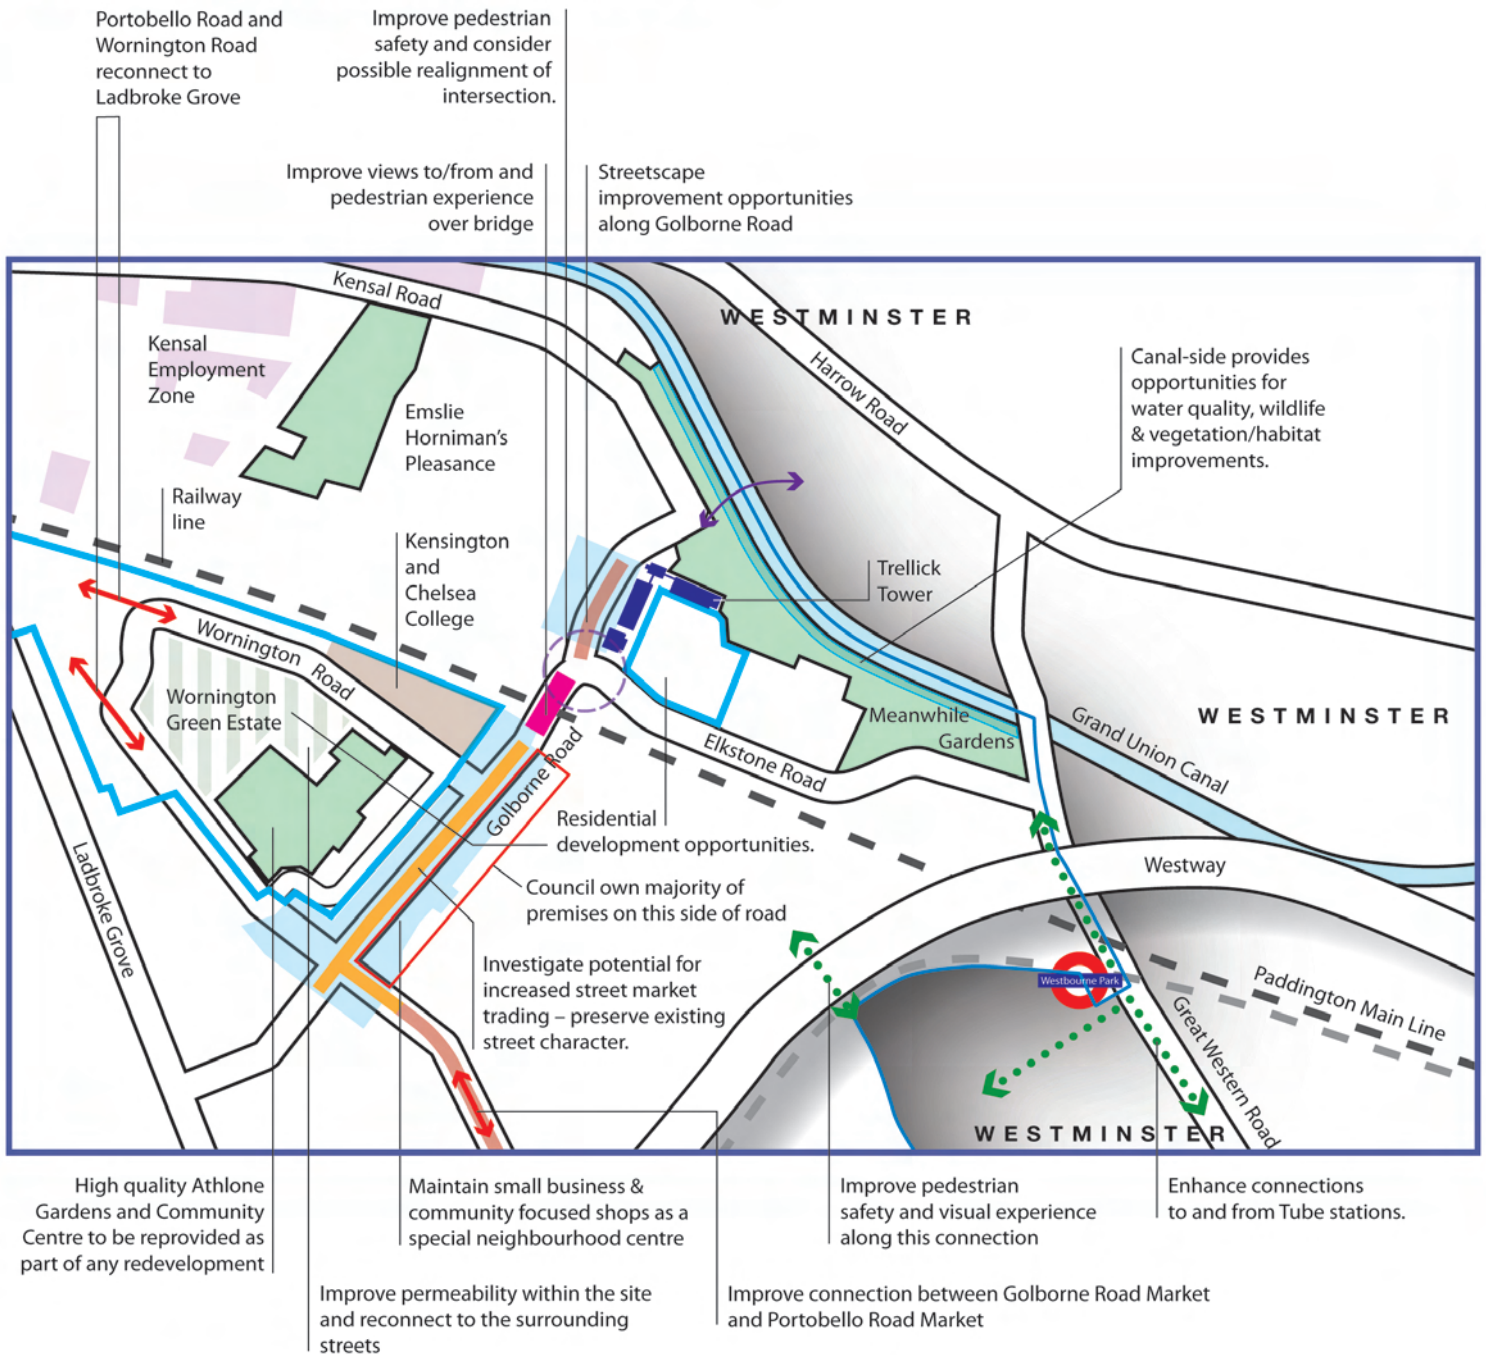 Portobello Road and
Wornington Road
reconnect to
Ladbroke Grove
Improve pedestrian
safety and consider
possible realignment of
intersection.
Improve views to/from and
pedestrian experience
over bridge
Streetscape
improvement opportunities
along Golborne Road
Kensal Road
WESTMINSTER
Kensal
Employment
Zone
Harrow Road
Canal-side provides
opportunities for
water quality, wildlife
& vegetation/habitat
improvements.
Emslie
Horniman's
Pleasance
Railway
line
Kensington
and
Chelsea
College
Trellick
Tower
Wornington Road
Wornington
Green Estate
Meanwhile
Gardens
Grand Union Canal
WESTMINSTER
Elkstone Road
Golborne Road
Residential
development opportunities.
Ladbroke Grove
Westway
Council own majority of
premises on this side of road
Investigate potential for
increased street market
trading – preserve existing
street character.
Westbourne Park
Paddington Main Line
Great Western Road
WESTMINSTER
High quality Athlone
Gardens and Community
Centre to be reprovided as
part of any redevelopment
Maintain small business &
community focused shops as a
special neighbourhood centre
Improve pedestrian
safety and visual experience
along this connection
Enhance connections
to and from Tube stations.
Improve permeability within the site
and reconnect to the surrounding
streets
Improve connection between Golborne Road Market
and Portobello Road Market